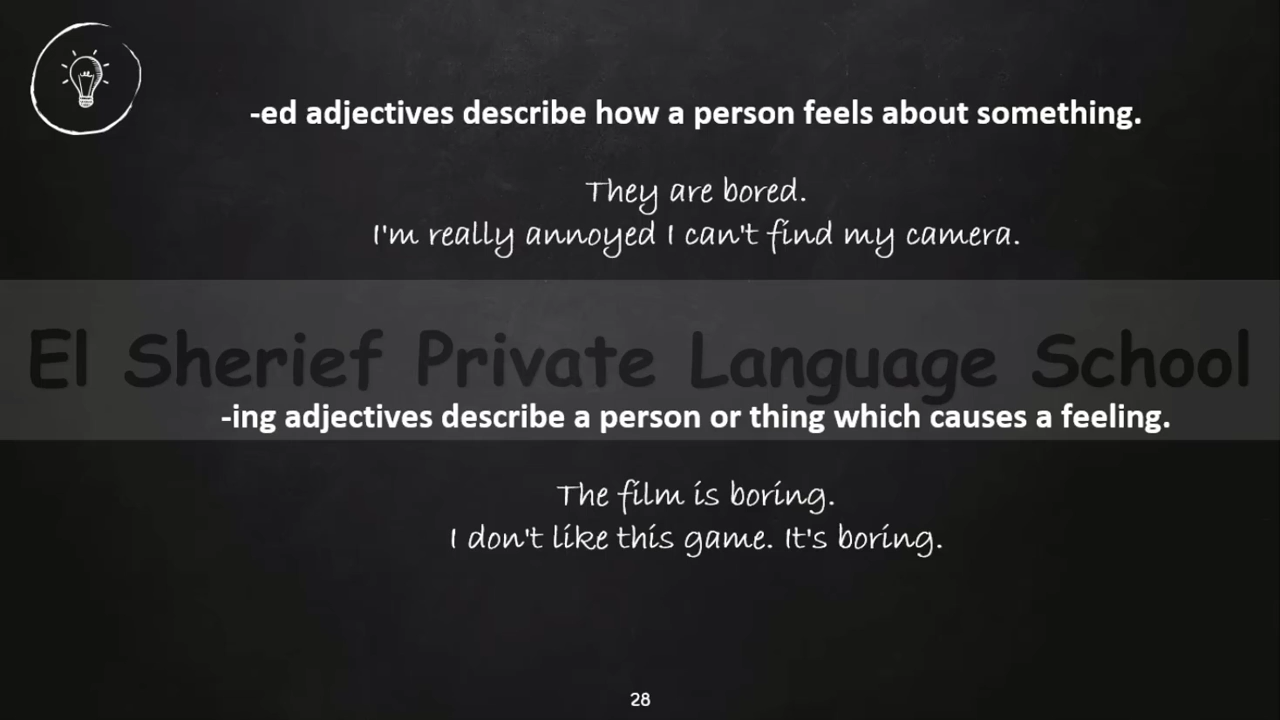 -ed adjectives describe how a person feels about something.
They are bored.
I'm really annoyed I can't find my camera.
El Sherief Private Language School
-ing adjectives describe a person or thing which causes a feeling.
The film is boring.
I don't like this game. It's boring.
28